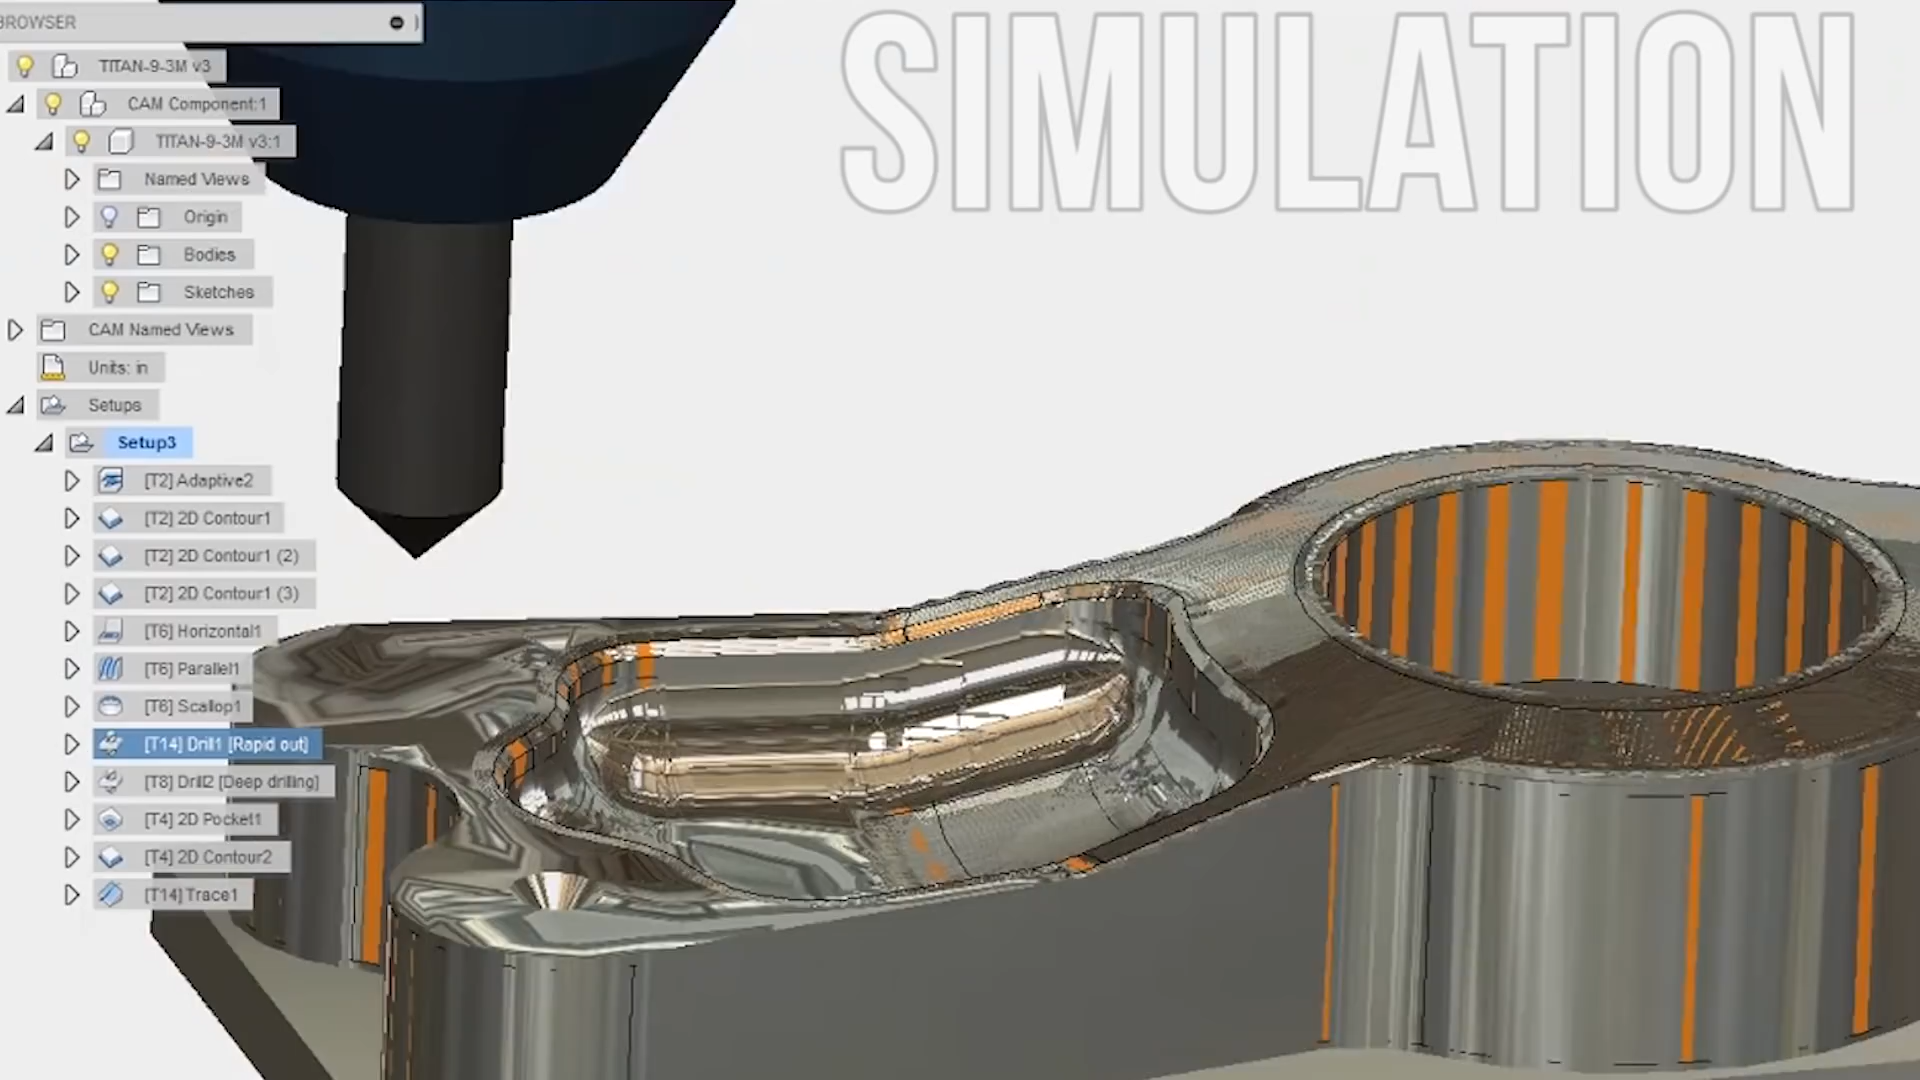 BROWSER
SIMULATION
TITAN-9-3M v3
CAM Component:1
TITAN-9-3M v3:1
Named Views
Origin
Bodies
Sketches
CAM Named Views
Units: in
Setups
Setup3
[T2] Adaptive2
[T2] 2D Contour1
[T2] 2D Contour1 (2)
[T2] 2D Contour1 (3)
[T6] Horizontal1
[T6] Parallel1
[T6] Scallop1
[T14] Drill1 [Rapid out]
[T8] Drill2 [Deep drilling]
[T4] 2D Pocket1
[T4] 2D Contour2
[T14] Trace1